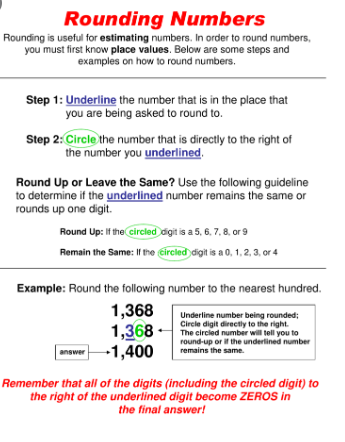 Rounding Numbers
Rounding is useful for estimating numbers. In order to round numbers,
you must first know place values. Below are some steps and
examples on how to round numbers.
Step 1: Underline the number that is in the place that
you are being asked to round to.
Step 2: Circle the number that is directly to the right of
the number you underlined.
Round Up or Leave the Same? Use the following guideline
to determine if the underlined number remains the same or
rounds up one digit.
Round Up: If the circled digit is a 5, 6, 7, 8, or 9
Remain the Same: If the circled digit is a 0, 1, 2, 3, or 4
Example: Round the following number to the nearest hundred.
1,368
1,368
answer 1,400
Underline number being rounded;
Circle digit directly to the right.
The circled number will tell you to
round-up or if the underlined number
remains the same.
Remember that all of the digits (including the circled digit) to
the right of the underlined digit become ZEROS in
the final answer!